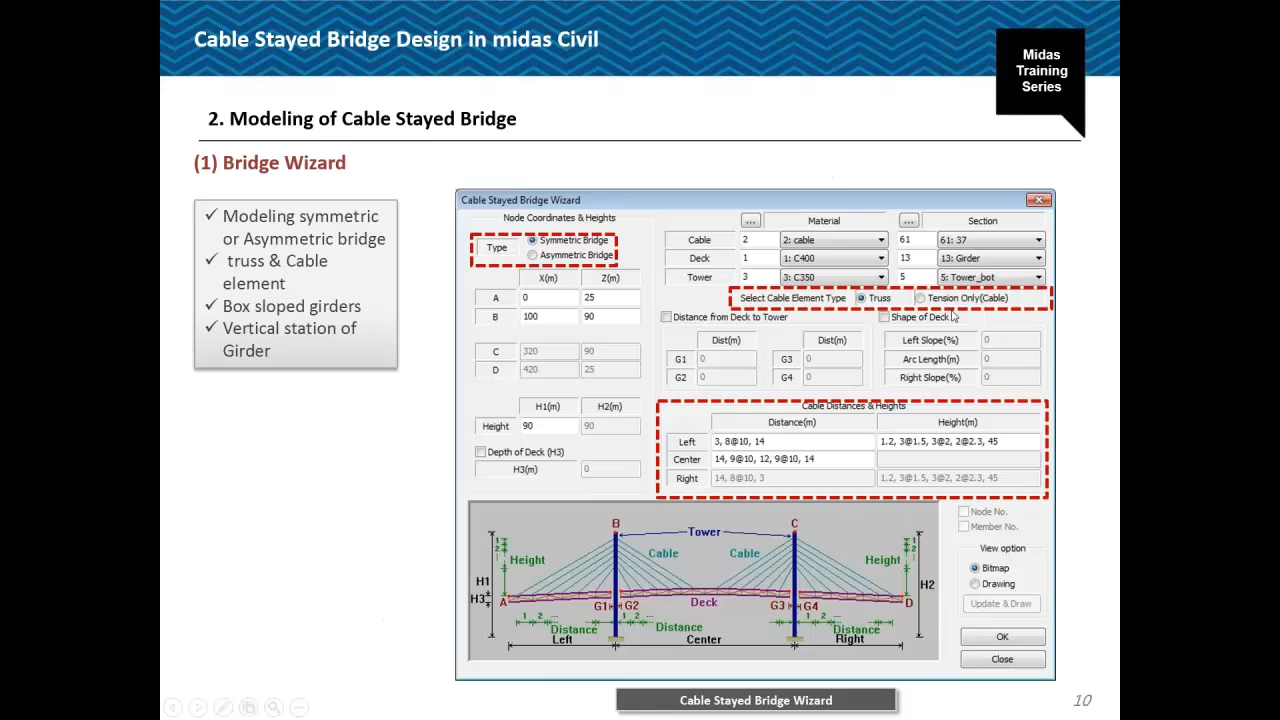 Cable Stayed Bridge Design in midas Civil
Midas
Training
Series
2. Modeling of Cable Stayed Bridge
(1) Bridge Wizard
✓ Modeling symmetric
or Asymmetric bridge
✓ truss & Cable
element
✓ Box sloped girders
✓ Vertical station of
Girder
Cable Stayed Bridge Wizard
Node Coordinates & Heights
Type
Symmetric Bridge
Asymmetric Bridge
X(m) Z(m)
A 0 25
B 100 90
C 320 90
D 420 25
H1(m) H2(m)
Height 90 90
Depth of Deck (H3)
H3(m) 0
... Material ... Section
Cable 2 2: cable 61 61: 37
Deck 1 1: C400 13 13: Girder
Tower 3 3: C350 5 5: Tower_bot
Select Cable Element Type Truss Tension Only(Cable)
Distance from Deck to Tower
Dist(m) Dist(m)
G1 0 G3 0
G2 0 G4 0
Shape of Deck
Left Slope(%) 0
Arc Length(m) 0
Right Slope(%) 0
Cable Distances & Heights
Distance(m) Height(m)
Left 3, 8@10, 14 1.2, 3@1.5, 3@2, 2@2.3, 45
Center 14, 9@10, 12, 9@10, 14
Right 14, 8@10, 3 1.2, 3@1.5, 3@2, 2@2.3, 45
B C
Tower
Cable Cable
1 1
2 2
Height Height
H1 H2
H3
A G1 G2 Deck G3 G4 D
1 2 ... 1 2 ... 1 2 ...
Distance Distance Distance
Left Center Right
Node No.
Member No.
View option
Bitmap
Drawing
Update & Draw
OK
Close
Cable Stayed Bridge Wizard
10